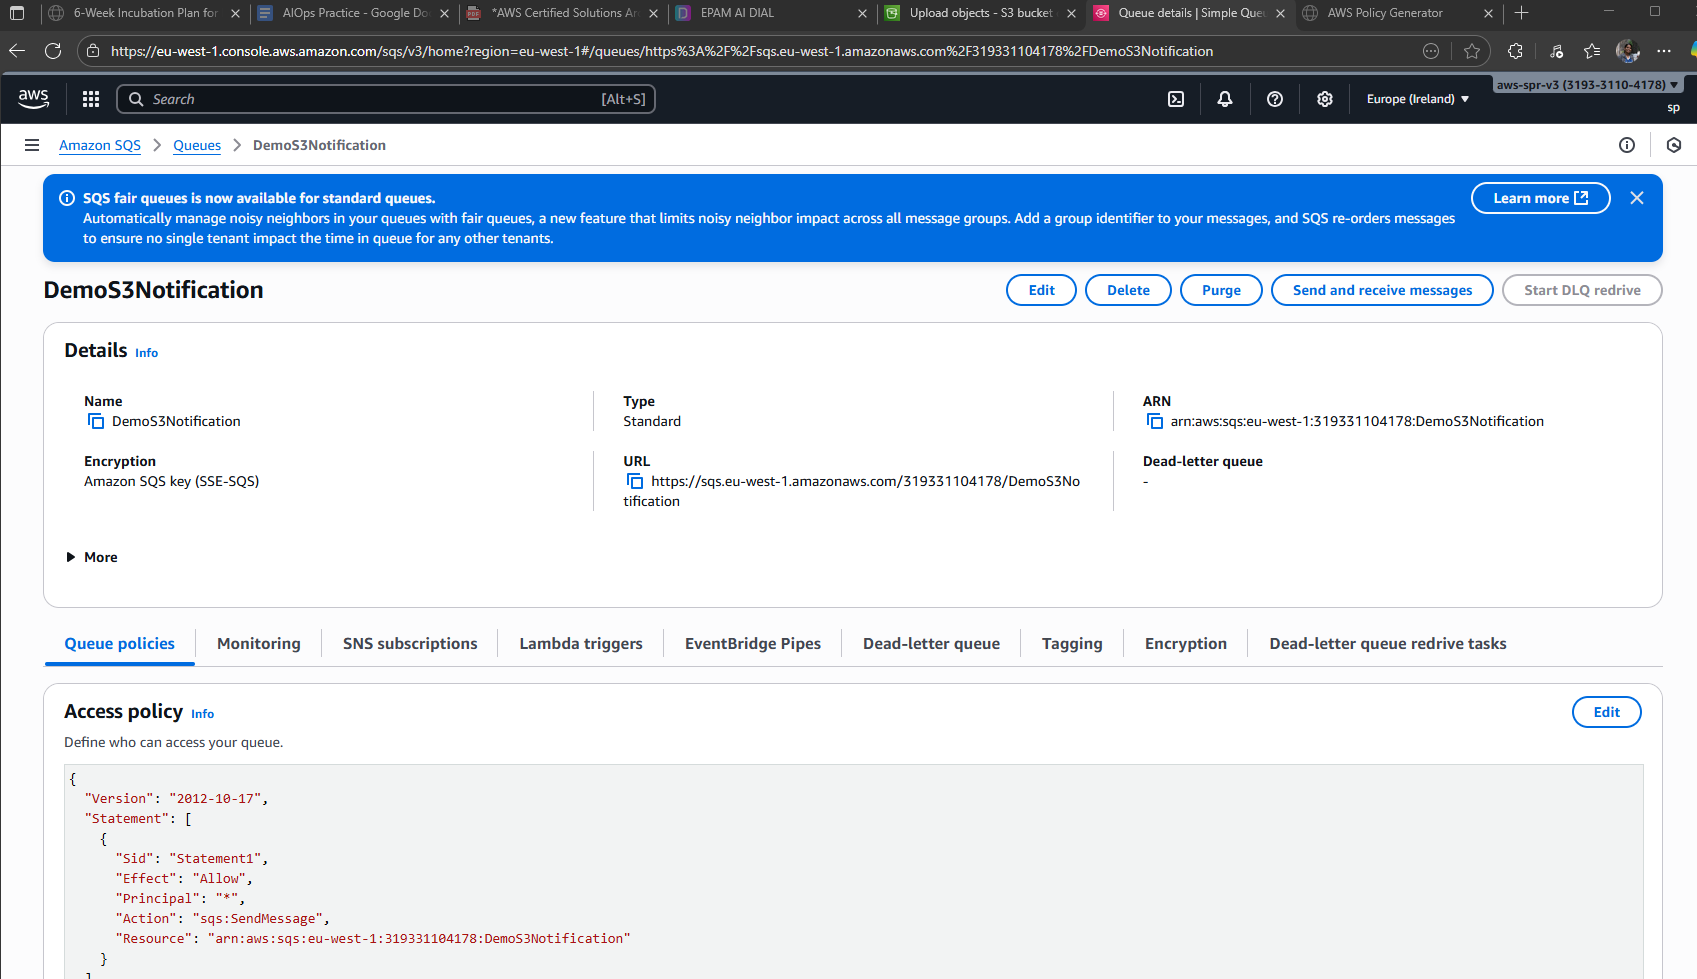 6-Week Incubation Plan for
AIOps Practice - Google Do
*AWS Certified Solutions Ar
EPAM AI DIAL
Upload objects - S3 bucket
Queue details | Simple Queu
AWS Policy Generator
https://eu-west-1.console.aws.amazon.com/sqs/v3/home?region=eu-west-1#/queues/https%3A%2F%2Fsqs.eu-west-1.amazonaws.com%2F319331104178%2FDemoS3Notification
aws
Search
[Alt+S]
Europe (Ireland)
aws-spr-v3 (3193-3110-4178)
sp
Amazon SQS
Queues
DemoS3Notification
SQS fair queues is now available for standard queues.
Automatically manage noisy neighbors in your queues with fair queues, a new feature that limits noisy neighbor impact across all message groups. Add a group identifier to your messages, and SQS re-orders messages
to ensure no single tenant impact the time in queue for any other tenants.
Learn more
DemoS3Notification
Edit
Delete
Purge
Send and receive messages
Start DLQ redrive
Details Info
Name
DemoS3Notification
Type
Standard
ARN
arn:aws:sqs:eu-west-1:319331104178:DemoS3Notification
Encryption
Amazon SQS key (SSE-SQS)
URL
https://sqs.eu-west-1.amazonaws.com/319331104178/DemoS3No
tification
Dead-letter queue
-
More
Queue policies
Monitoring
SNS subscriptions
Lambda triggers
EventBridge Pipes
Dead-letter queue
Tagging
Encryption
Dead-letter queue redrive tasks
Access policy Info
Edit
Define who can access your queue.
{
"Version": "2012-10-17",
"Statement": [
{
"Sid": "Statement1",
"Effect": "Allow",
"Principal": "*",
"Action": "sqs:SendMessage",
"Resource": "arn:aws:sqs:eu-west-1:319331104178:DemoS3Notification"
}
]